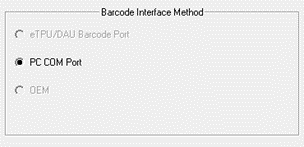 Barcode Interface Method
eTPU/DAU Barcode Port
PC COM Port
OEM